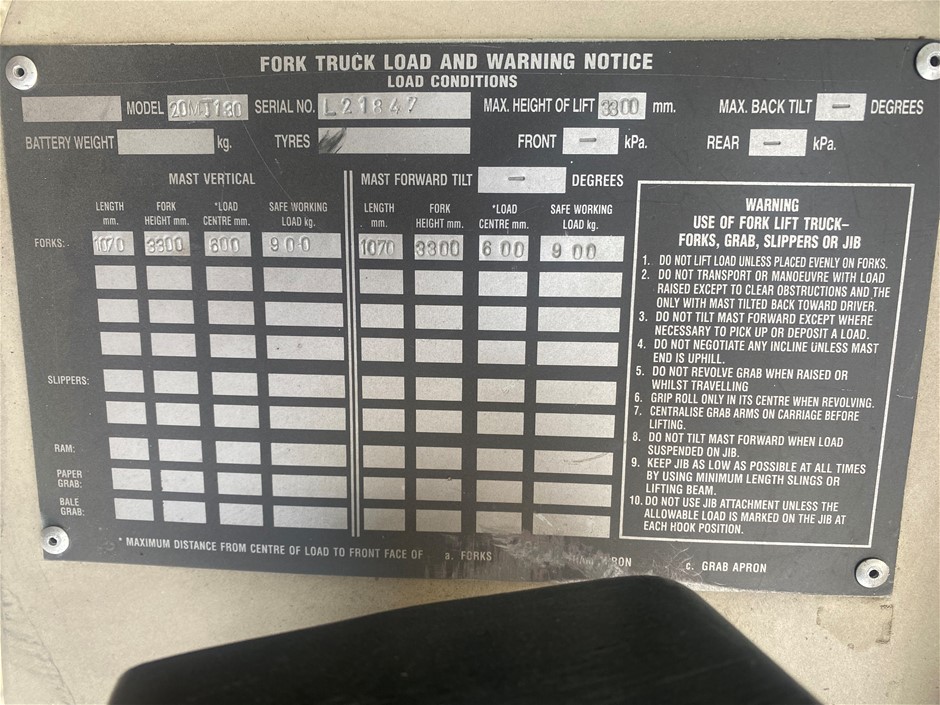 FORK TRUCK LOAD AND WARNING NOTICE
LOAD CONDITIONS
MODEL 20MJ130 SERIAL NO. L21847 MAX. HEIGHT OF LIFT 3300 mm. MAX. BACK TILT – DEGREES
BATTERY WEIGHT kg. TYRES FRONT – kPa. REAR – kPa.
MAST VERTICAL MAST FORWARD TILT – DEGREES
LENGTH mm. FORK HEIGHT mm. *LOAD CENTRE mm. SAFE WORKING LOAD kg. LENGTH mm. FORK HEIGHT mm. *LOAD CENTRE mm. SAFE WORKING LOAD kg.
FORKS: 1070 3300 600 900 1070 3300 600 900
SLIPPERS:
RAM:
PAPER
GRAB:
BALE
GRAB:
* MAXIMUM DISTANCE FROM CENTRE OF LOAD TO FRONT FACE OF a. FORKS c. GRAB APRON
WARNING
USE OF FORK LIFT TRUCK–
FORKS, GRAB, SLIPPERS OR JIB
1. DO NOT LIFT LOAD UNLESS PLACED EVENLY ON FORKS.
2. DO NOT TRANSPORT OR MANOEUVRE WITH LOAD
RAISED EXCEPT TO CLEAR OBSTRUCTIONS AND THE
ONLY WITH MAST TILTED BACK TOWARD DRIVER.
3. DO NOT TILT MAST FORWARD EXCEPT WHERE
NECESSARY TO PICK UP OR DEPOSIT A LOAD.
4. DO NOT NEGOTIATE ANY INCLINE UNLESS MAST
END IS UPHILL.
5. DO NOT REVOLVE GRAB WHEN RAISED OR
WHILST TRAVELLING
6. GRIP ROLL ONLY IN ITS CENTRE WHEN REVOLVING.
7. CENTRALISE GRAB ARMS ON CARRIAGE BEFORE
LIFTING.
8. DO NOT TILT MAST FORWARD WHEN LOAD
SUSPENDED ON JIB.
9. KEEP JIB AS LOW AS POSSIBLE AT ALL TIMES
BY USING MINIMUM LENGTH SLINGS OR
LIFTING BEAM.
10. DO NOT USE JIB ATTACHMENT UNLESS THE
ALLOWABLE LOAD IS MARKED ON THE JIB AT
EACH HOOK POSITION.